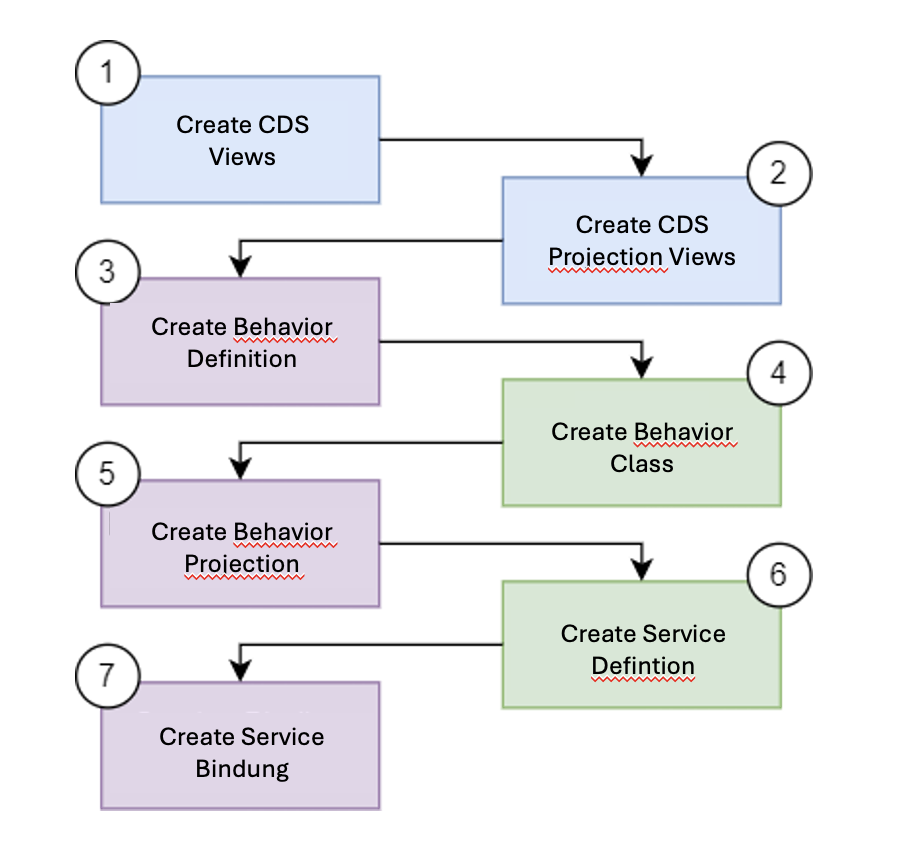 1
Create CDS
Views
2
Create CDS
Projection Views
3
Create Behavior
Definition
4
Create Behavior
Class
5
Create Behavior
Projection
6
Create Service
Defintion
7
Create Service
Bindung